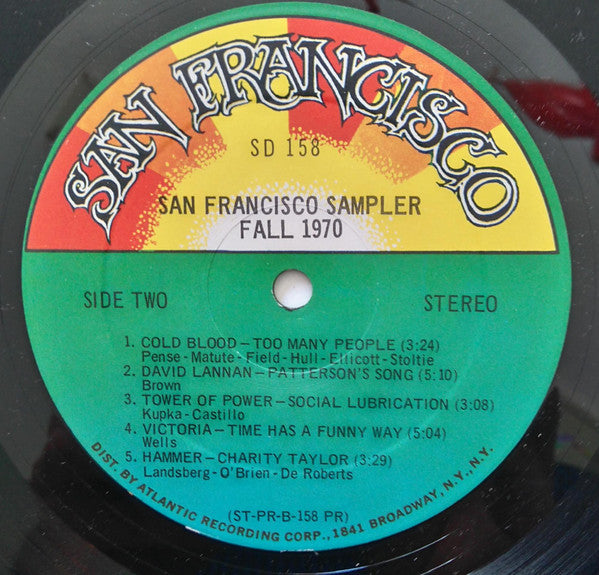 SAN FRANCISCO
SD 158
SAN FRANCISCO SAMPLER
FALL 1970
SIDE TWO
STEREO
1. COLD BLOOD – TOO MANY PEOPLE (3:24)
Pense - Matute - Field - Hull - Ellicott - Stoltie
2. DAVID LANNAN – PATTERSON'S SONG (5:10)
Brown
3. TOWER OF POWER – SOCIAL LUBRICATION (3:08)
Kupka - Castillo
4. VICTORIA – TIME HAS A FUNNY WAY (5:04)
Wells
5. HAMMER – CHARITY TAYLOR (3:29)
Landsberg - O'Brien - De Roberts
(ST-PR-B-158 PR)
DIST. BY ATLANTIC RECORDING CORP., 1841 BROADWAY, N.Y., N.Y.